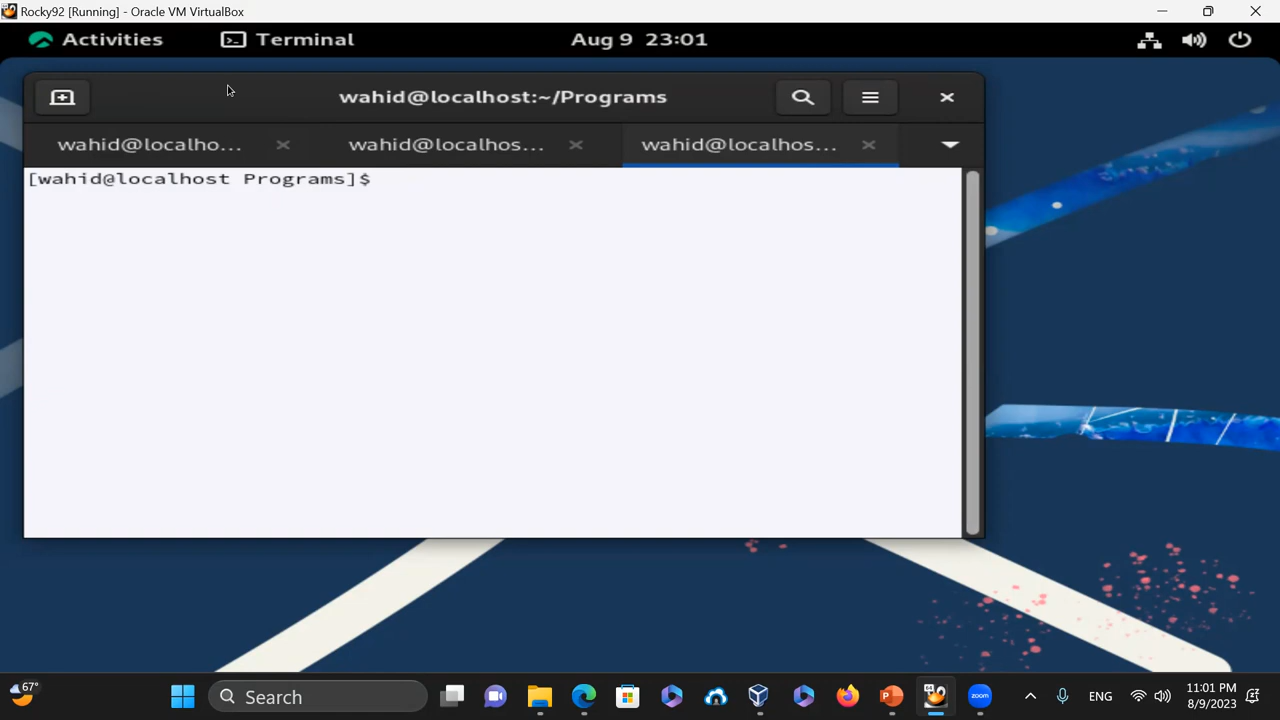 Rocky92 [Running] - Oracle VM VirtualBox
Activities Terminal Aug 9 23:01
wahid@localhost:~/Programs
wahid@localho... wahid@localhos... wahid@localhos...
[wahid@localhost Programs]$
67°
Search
zoom
ENG
11:01 PM
8/9/2023